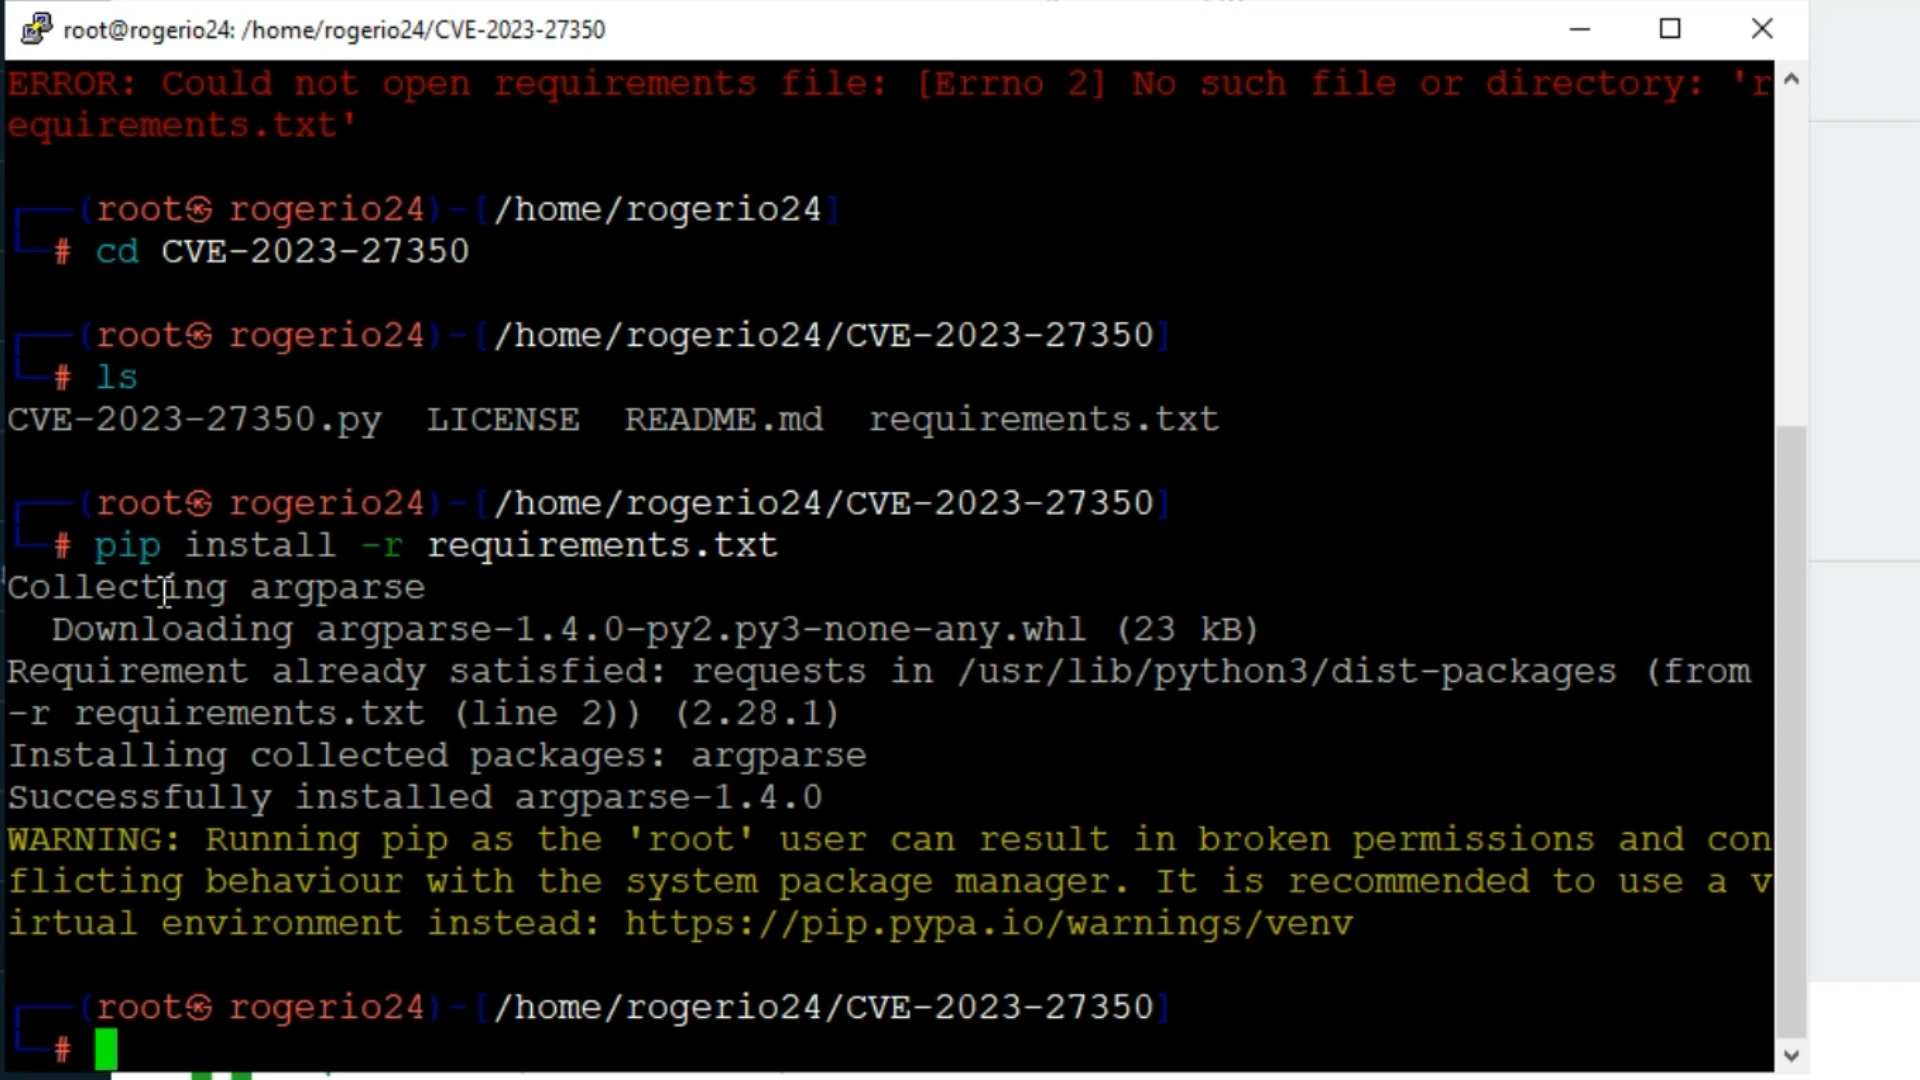 root@rogerio24: /home/rogerio24/CVE-2023-27350
ERROR: Could not open requirements file: [Errno 2] No such file or directory: 'r
equirements.txt'
┌──(root㉿ rogerio24)-[/home/rogerio24]
└─# cd CVE-2023-27350
┌──(root㉿ rogerio24)-[/home/rogerio24/CVE-2023-27350]
└─# ls
CVE-2023-27350.py  LICENSE  README.md  requirements.txt
┌──(root㉿ rogerio24)-[/home/rogerio24/CVE-2023-27350]
└─# pip install -r requirements.txt
Collecting argparse
  Downloading argparse-1.4.0-py2.py3-none-any.whl (23 kB)
Requirement already satisfied: requests in /usr/lib/python3/dist-packages (from
-r requirements.txt (line 2)) (2.28.1)
Installing collected packages: argparse
Successfully installed argparse-1.4.0
WARNING: Running pip as the 'root' user can result in broken permissions and con
flicting behaviour with the system package manager. It is recommended to use a v
irtual environment instead: https://pip.pypa.io/warnings/venv
┌──(root㉿ rogerio24)-[/home/rogerio24/CVE-2023-27350]
└─#